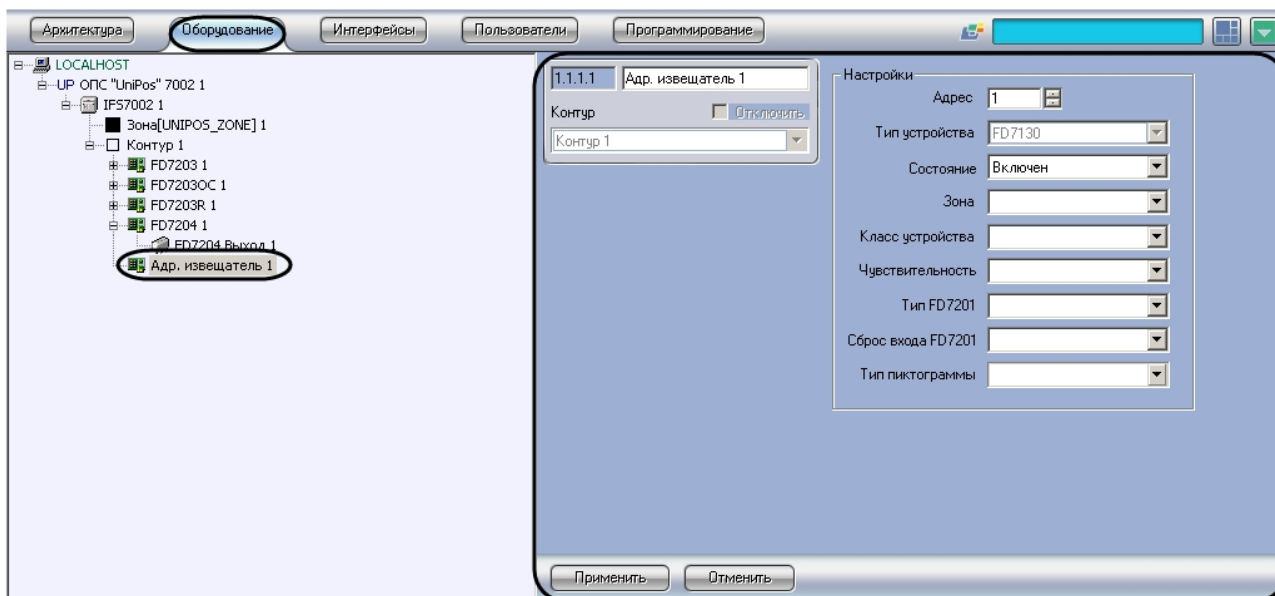 Архитектура Оборудование Интерфейсы Пользователи Программирование
LOCALHOST
UP ОПС "UniPos" 7002 1
IFS7002 1
Зона[UNIPOS_ZONE] 1
Контур 1
FD7203 1
FD7203OC 1
FD7203R 1
FD7204 1
FD7204 Выход 1
Адр. извещатель 1
1.1.1.1 Адр. извещатель 1
Контур Отключить
Контур 1
Настройки
Адрес 1
Тип устройства FD7130
Состояние Включен
Зона
Класс устройства
Чувствительность
Тип FD7201
Сброс входа FD7201
Тип пиктограммы
Применить Отменить